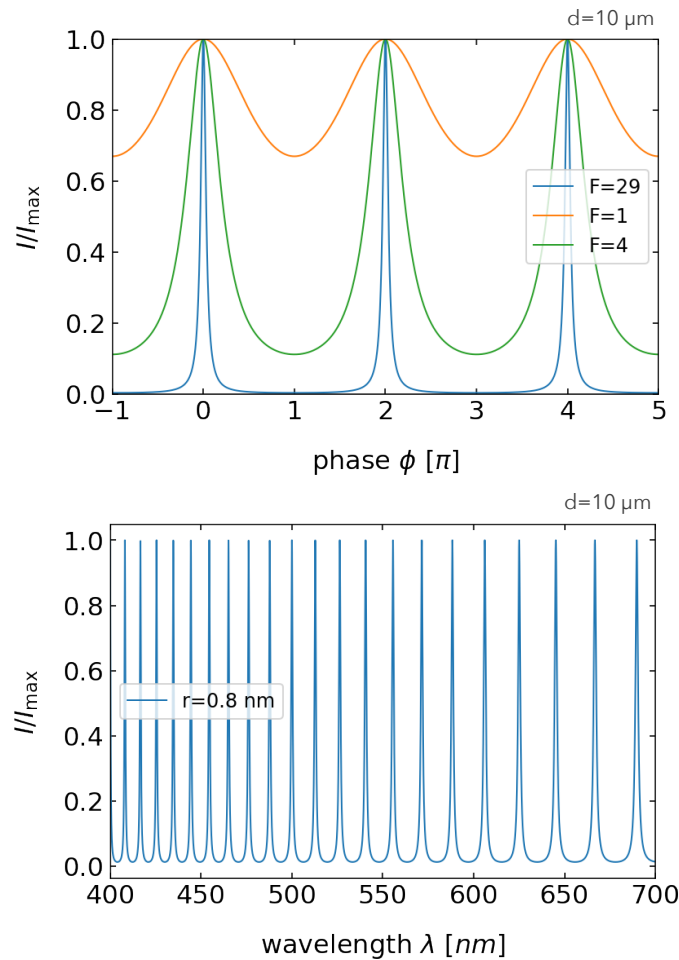 d=10 µm
1.0
0.8
0.6
0.4
0.2
0.0
I/I_max
F=29
F=1
F=4
−1 0 1 2 3 4 5
phase ϕ [π]
d=10 µm
1.0
0.8
0.6
0.4
0.2
0.0
I/I_max
r=0.8 nm
400 450 500 550 600 650 700
wavelength λ [nm]